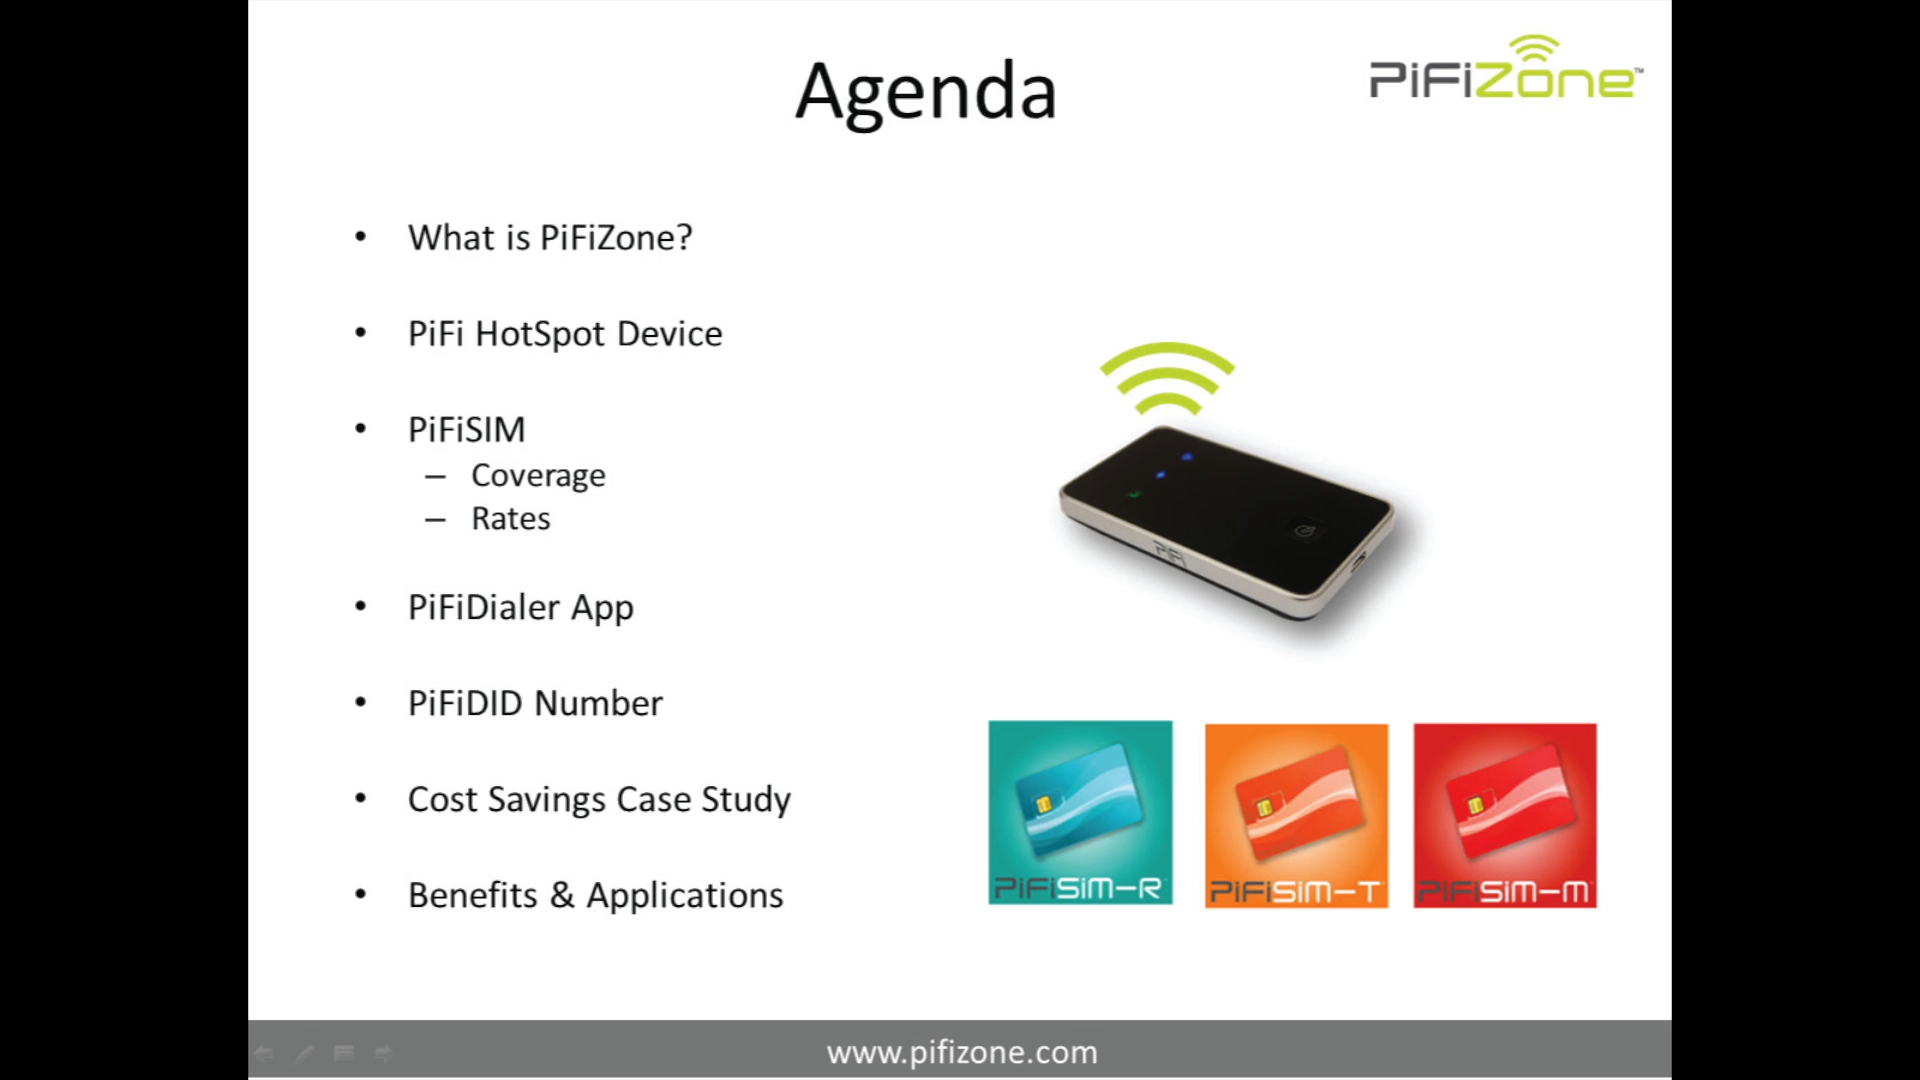 Agenda
PiFiZone™
• What is PiFiZone?
• PiFi HotSpot Device
• PiFiSIM
– Coverage
– Rates
• PiFiDialer App
• PiFiDID Number
• Cost Savings Case Study
• Benefits & Applications
PiFi
PiFiSiM–R
PiFiSiM–T
PiFiSiM–M
www.pifizone.com